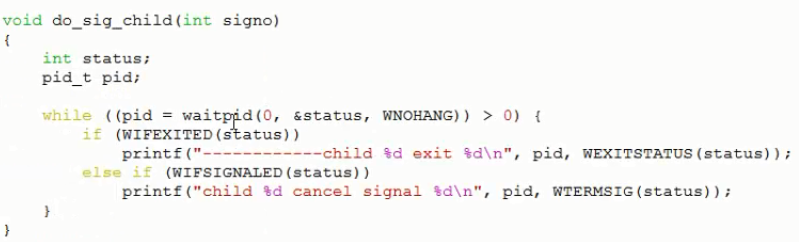 void do_sig_child(int signo)
{
    int status;
    pid_t pid;

    while ((pid = waitpid(0, &status, WNOHANG)) > 0) {
        if (WIFEXITED(status))
            printf("------------child %d exit %d\n", pid, WEXITSTATUS(status));
        else if (WIFSIGNALED(status))
            printf("child %d cancel signal %d\n", pid, WTERMSIG(status));
    }
}